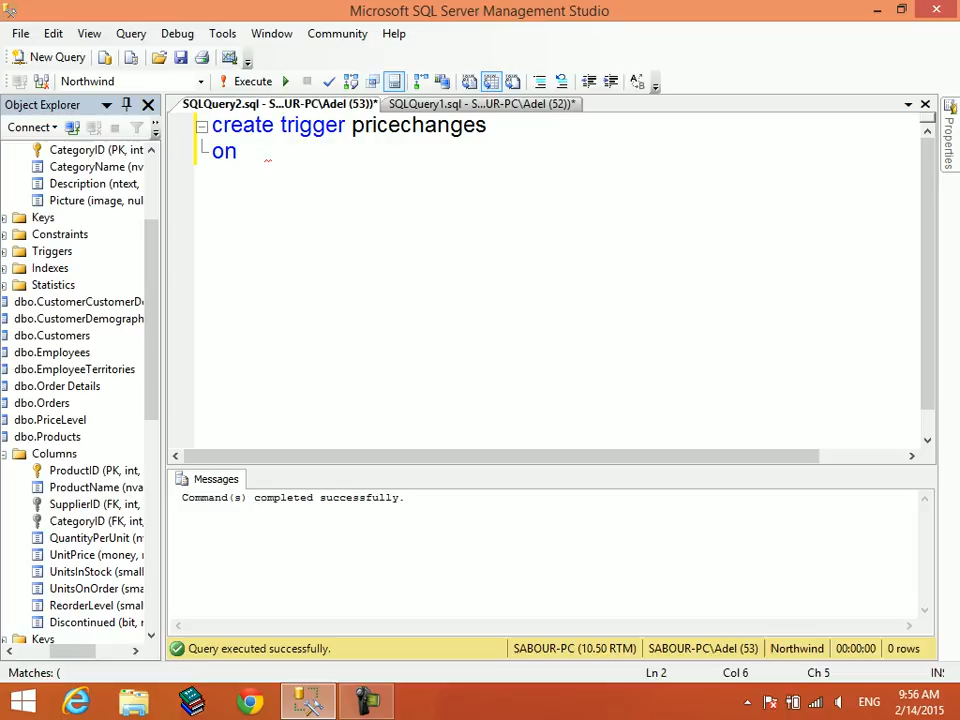 Microsoft SQL Server Management Studio
File Edit View Query Debug Tools Window Community Help
New Query
Northwind Execute
Object Explorer
SQLQuery2.sql - S...UR-PC\Adel (53))* SQLQuery1.sql - S...UR-PC\Adel (52))*
Connect
CategoryID (PK, int
CategoryName (nv
Description (ntext,
Picture (image, nul
Keys
Constraints
Triggers
Indexes
Statistics
dbo.CustomerCustomerD
dbo.CustomerDemograph
dbo.Customers
dbo.Employees
dbo.EmployeeTerritories
dbo.Order Details
dbo.Orders
dbo.PriceLevel
dbo.Products
Columns
ProductID (PK, int,
ProductName (nva
SupplierID (FK, int,
CategoryID (FK, int,
QuantityPerUnit (n
UnitPrice (money, 
UnitsInStock (small
UnitsOnOrder (sma
ReorderLevel (smal
Discontinued (bit, r
Keys
create trigger pricechanges
on
Properties
Messages
Command(s) completed successfully.
Query executed successfully. SABOUR-PC (10.50 RTM) SABOUR-PC\Adel (53) Northwind 00:00:00 0 rows
Matches: ( Ln 2 Col 6 Ch 5 INS
ENG
9:56 AM
2/14/2015